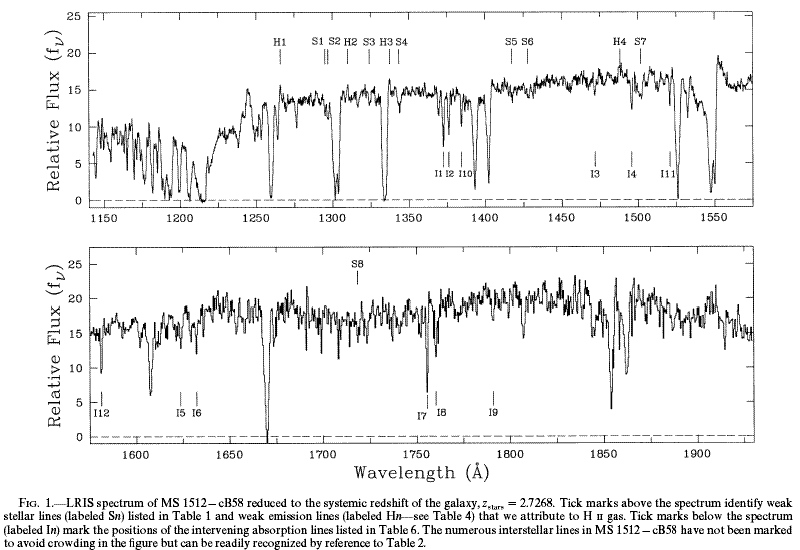 H1 S1 S2 H2 S3 H3 S4 S5 S6 H4 S7
Relative Flux (fν)
25
20
15
10
5
0
I1 I2 I10 I3 I4 I11
1150 1200 1250 1300 1350 1400 1450 1500 1550
S8
Relative Flux (fν)
25
20
15
10
5
0
I12 I5 I6 I7 I8 I9
1600 1650 1700 1750 1800 1850 1900
Wavelength (Å)
FIG. 1.—LRIS spectrum of MS 1512−cB58 reduced to the systemic redshift of the galaxy, zstars = 2.7268. Tick marks above the spectrum identify weak
stellar lines (labeled Sn) listed in Table 1 and weak emission lines (labeled Hn—see Table 4) that we attribute to H II gas. Tick marks below the spectrum
(labeled In) mark the positions of the intervening absorption lines listed in Table 6. The numerous interstellar lines in MS 1512−cB58 have not been marked
to avoid crowding in the figure but can be readily recognized by reference to Table 2.